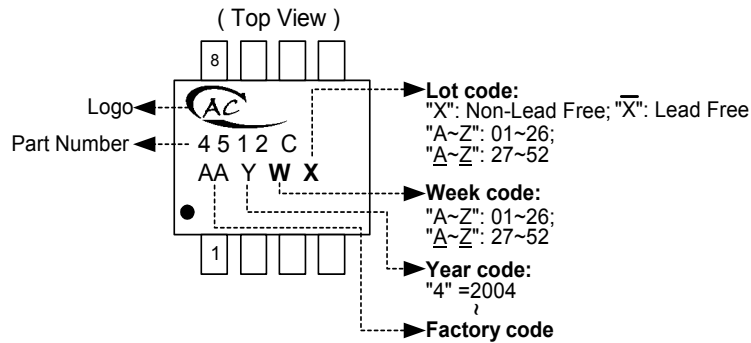 ( Top View )
8
AC
Logo
Part Number
4 5 1 2 C
AA Y W X
1
Lot code:
"X": Non-Lead Free; "X̅": Lead Free
"A~Z": 01~26;
"A̲~Z̲": 27~52
Week code:
"A~Z": 01~26;
"A̲~Z̲": 27~52
Year code:
"4" =2004
~
Factory code